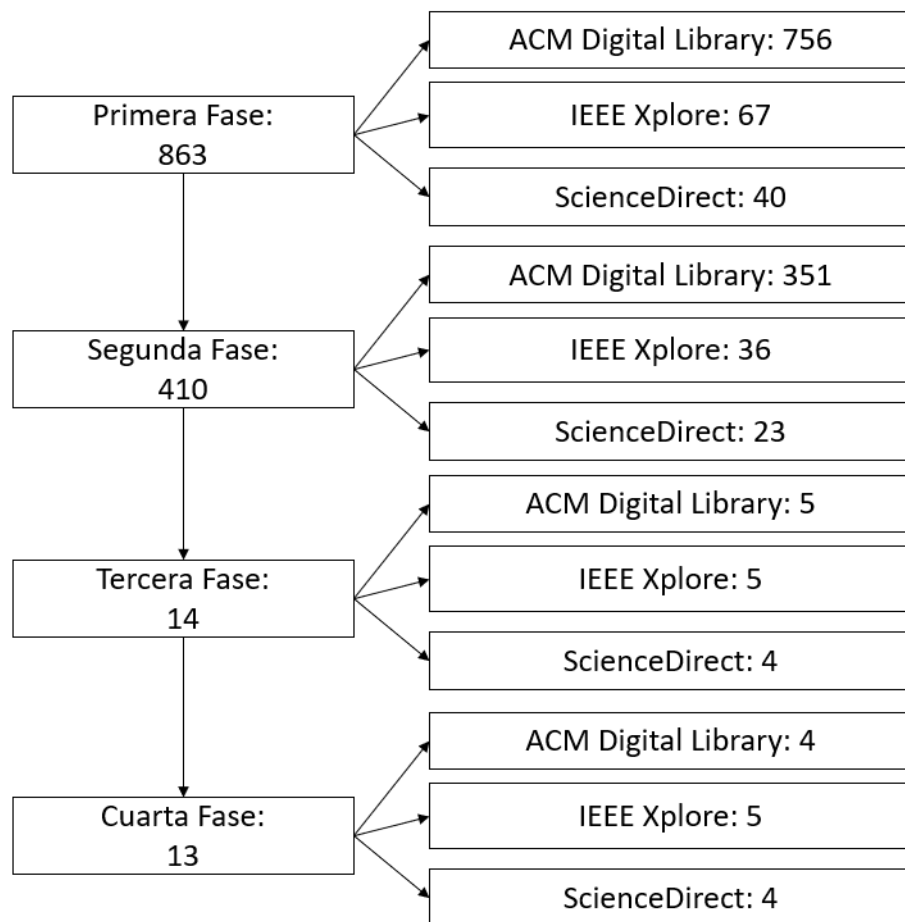 Primera Fase:
863
ACM Digital Library: 756
IEEE Xplore: 67
ScienceDirect: 40
Segunda Fase:
410
ACM Digital Library: 351
IEEE Xplore: 36
ScienceDirect: 23
Tercera Fase:
14
ACM Digital Library: 5
IEEE Xplore: 5
ScienceDirect: 4
Cuarta Fase:
13
ACM Digital Library: 4
IEEE Xplore: 5
ScienceDirect: 4